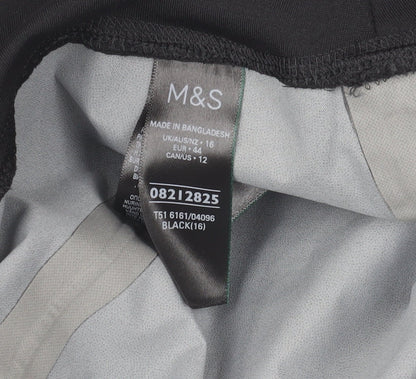 M&S
MADE IN BANGLADESH
UK/AUS/NZ • 16
EUR • 44
CAN/US • 12
08212825
T51 6161/04096
BLACK(16)